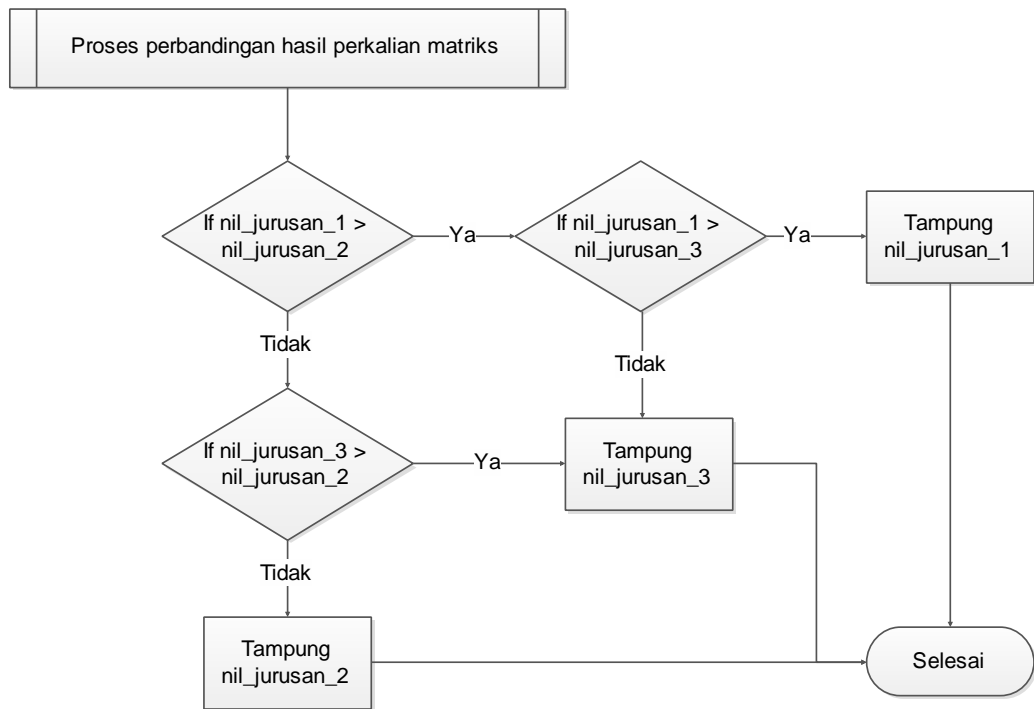 Proses perbandingan hasil perkalian matriks
If nil_jurusan_1 >
nil_jurusan_2
Ya
If nil_jurusan_1 >
nil_jurusan_3
Ya
Tampung
nil_jurusan_1
Tidak
Tidak
If nil_jurusan_3 >
nil_jurusan_2
Ya
Tampung
nil_jurusan_3
Tidak
Tampung
nil_jurusan_2
Selesai